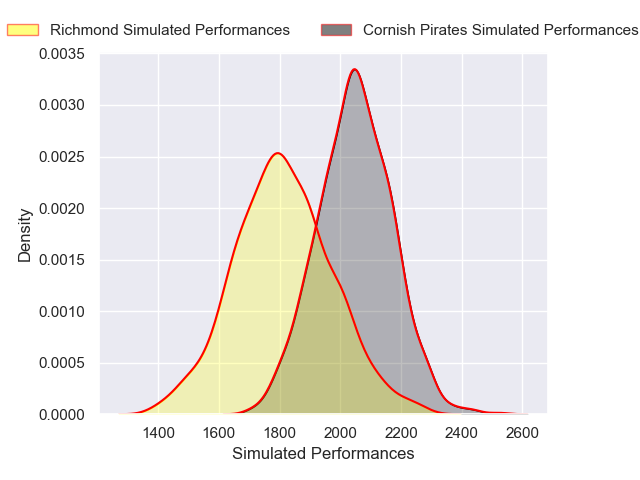 Richmond Simulated Performances Cornish Pirates Simulated Performances
0.0035
0.0030
0.0025
0.0020
0.0015
0.0010
0.0005
0.0000
Density
1400 1600 1800 2000 2200 2400 2600
Simulated Performances